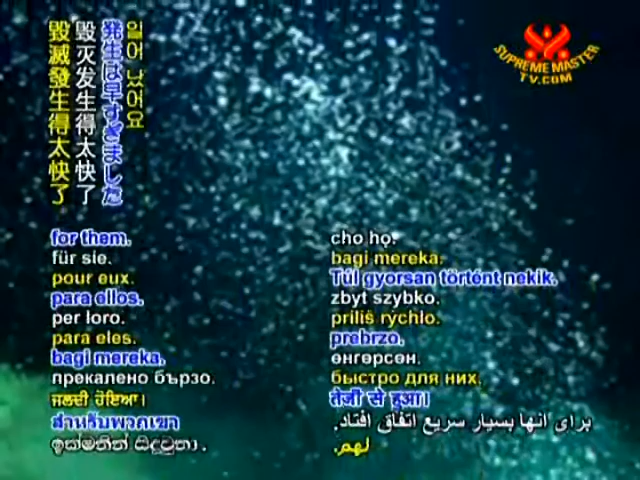 毀滅發生得太快了
毁灭发生得太快了
発生は早すぎました
일어 났어요
SUPREME MASTER
TV.COM
for them.
für sie.
pour eux.
para ellos.
per loro.
para eles.
bagi mereka.
прекалено бързо.
ਜਲਦੀ ਹੋਇਆ।
สำหรับพวกเขา
ඉක්මනින් සිදුවුනා.
cho họ.
bagi mereka.
Túl gyorsan történt nekik.
zbyt szybko.
príliš rýchlo.
prebrzo.
өнгөрсөн.
быстро для них.
तेजी से हुआ।
برای آنها بسیار سریع اتفاق افتاد.
لهم.